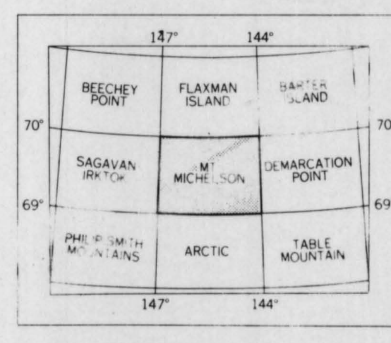 147° 144°
BEECHEY
POINT
FLAXMAN
ISLAND
BARTER
ISLAND
70° 70
SAGAVAN
IRKTOK
MT
MICHELSON
DEMARCATION
POINT
69° 69
PHILIP SMITH
MOUNTAINS
ARCTIC
TABLE
MOUNTAIN
147° 144°